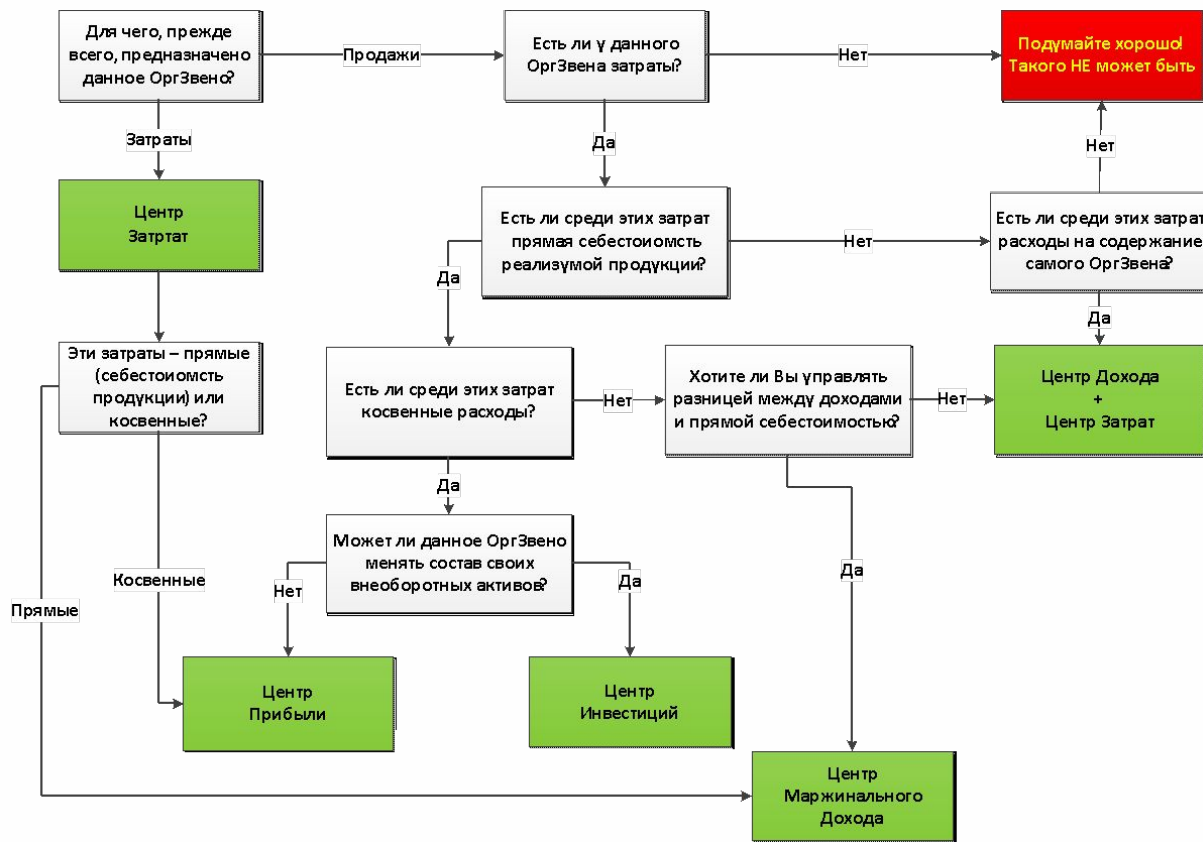 Для чего, прежде
всего, предназначено
данное ОргЗвено?
Продажи
Есть ли у данного
ОргЗвена затраты?
Нет
Подумайте хорошо!
Такого НЕ может быть
Затраты
Да
Нет
Центр
Затртат
Есть ли среди этих затрат
прямая себестоиомсть
реализумой продукции?
Нет
Есть ли среди этих затрат
расходы на содержание
самого ОргЗвена?
Да
Да
Эти затраты – прямые
(себестоиомсть
продукции) или
косвенные?
Есть ли среди этих затрат
косвенные расходы?
Нет
Хотите ли Вы управлять
разницей между доходами
и прямой себестоимостью?
Нет
Центр Дохода
+
Центр Затрат
Да
Может ли данное ОргЗвено
менять состав своих
внеоборотных активов?
Косвенные
Нет
Да
Да
Прямые
Центр
Прибыли
Центр
Инвестиций
Центр
Маржинального
Дохода